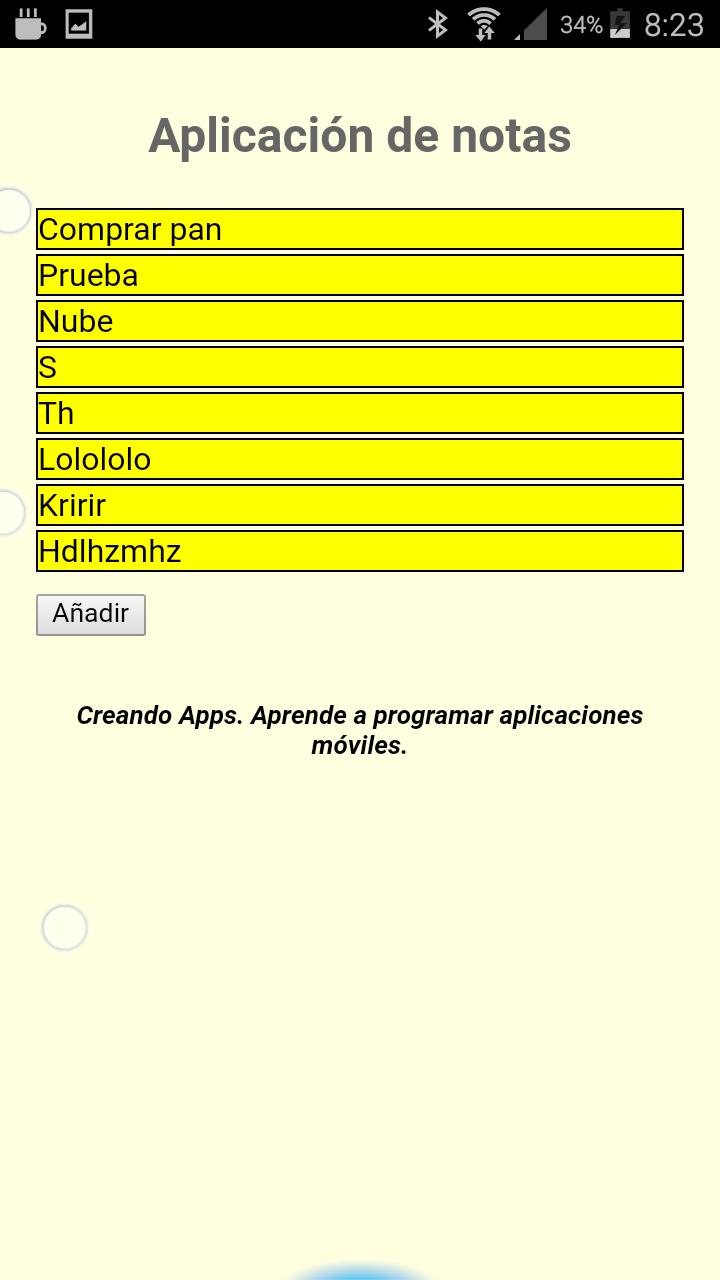 34% 8:23
Aplicación de notas
Comprar pan
Prueba
Nube
S
Th
Lolololo
Kririr
Hdlhzmhz
Añadir
Creando Apps. Aprende a programar aplicaciones
móviles.